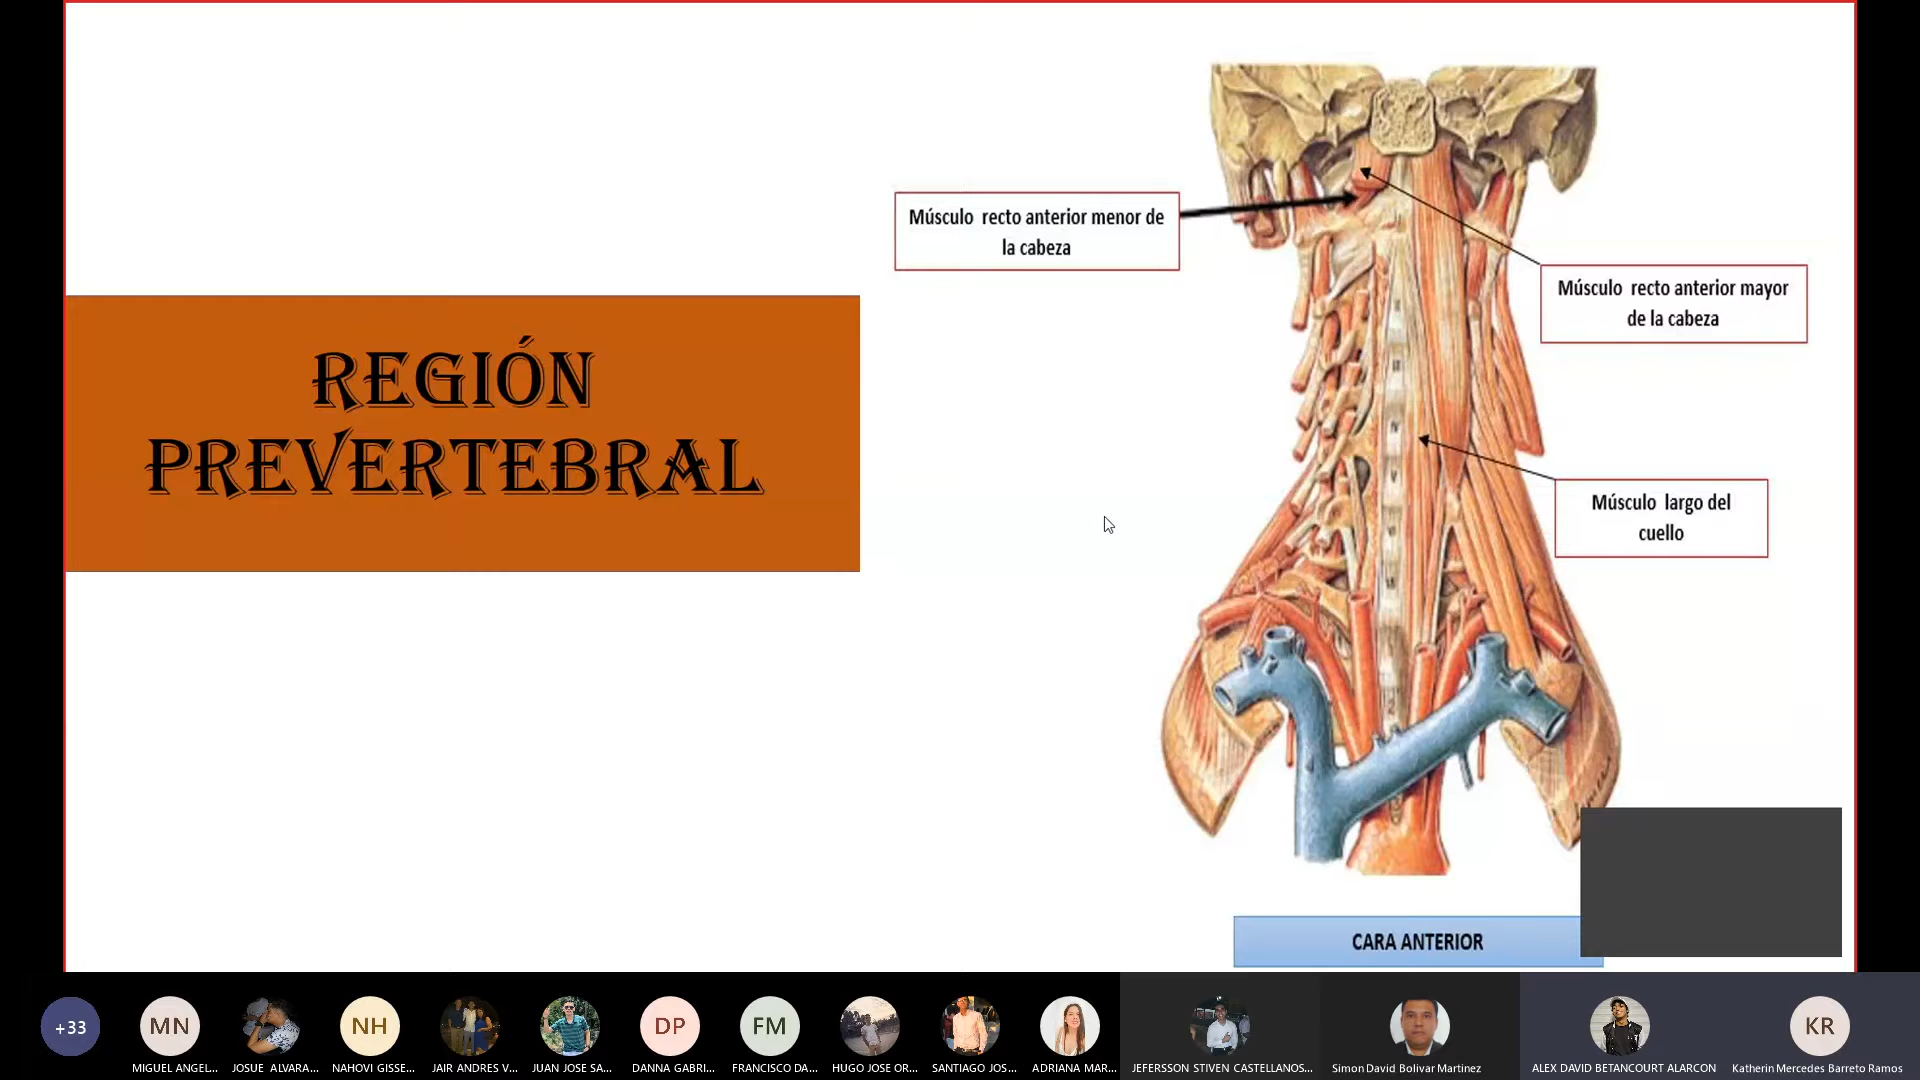 Músculo recto anterior menor de
la cabeza
Músculo recto anterior mayor
de la cabeza
REGIÓN
PREVERTEBRAL
Músculo largo del
cuello
CARA ANTERIOR
+33
MN
NH
DP
FM
KR
MIGUEL ANGEL...
JOSUE ALVARA...
NAHOVI GISSE...
JAIR ANDRES V...
JUAN JOSE SA...
DANNA GABRI...
FRANCISCO DA...
HUGO JOSE OR...
SANTIAGO JOS...
ADRIANA MAR...
JEFERSSON STIVEN CASTELLANOS...
Simon David Bolivar Martinez
ALEX DAVID BETANCOURT ALARCON
Katherin Mercedes Barreto Ramos